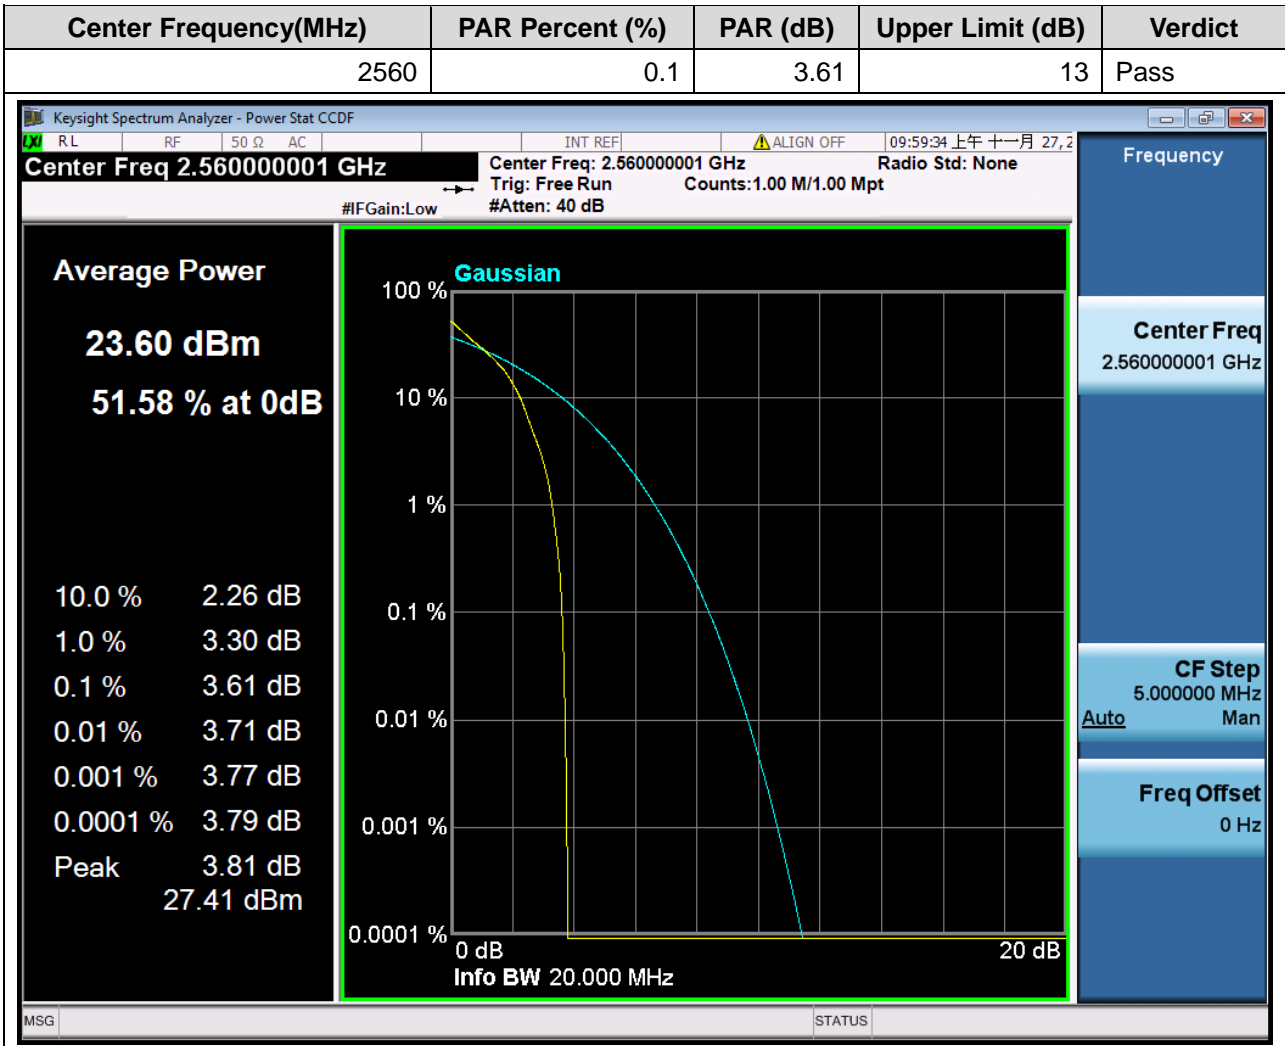 Center Frequency(MHz) PAR Percent (%) PAR (dB) Upper Limit (dB) Verdict
2560 0.1 3.61 13 Pass
Keysight Spectrum Analyzer - Power Stat CCDF
LXI RL RF 50 Ω AC INT REF ALIGN OFF 09:59:34 上午 十一月 27, 2
Center Freq 2.560000001 GHz
Center Freq: 2.560000001 GHz Radio Std: None
Trig: Free Run Counts:1.00 M/1.00 Mpt
#IFGain:Low #Atten: 40 dB
Average Power
23.60 dBm
51.58 % at 0dB
10.0 % 2.26 dB
1.0 % 3.30 dB
0.1 % 3.61 dB
0.01 % 3.71 dB
0.001 % 3.77 dB
0.0001 % 3.79 dB
Peak 3.81 dB
27.41 dBm
Gaussian
100 %
10 %
1 %
0.1 %
0.01 %
0.001 %
0.0001 %
0 dB 20 dB
Info BW 20.000 MHz
Frequency
Center Freq
2.560000001 GHz
CF Step
5.000000 MHz
Auto Man
Freq Offset
0 Hz
MSG STATUS